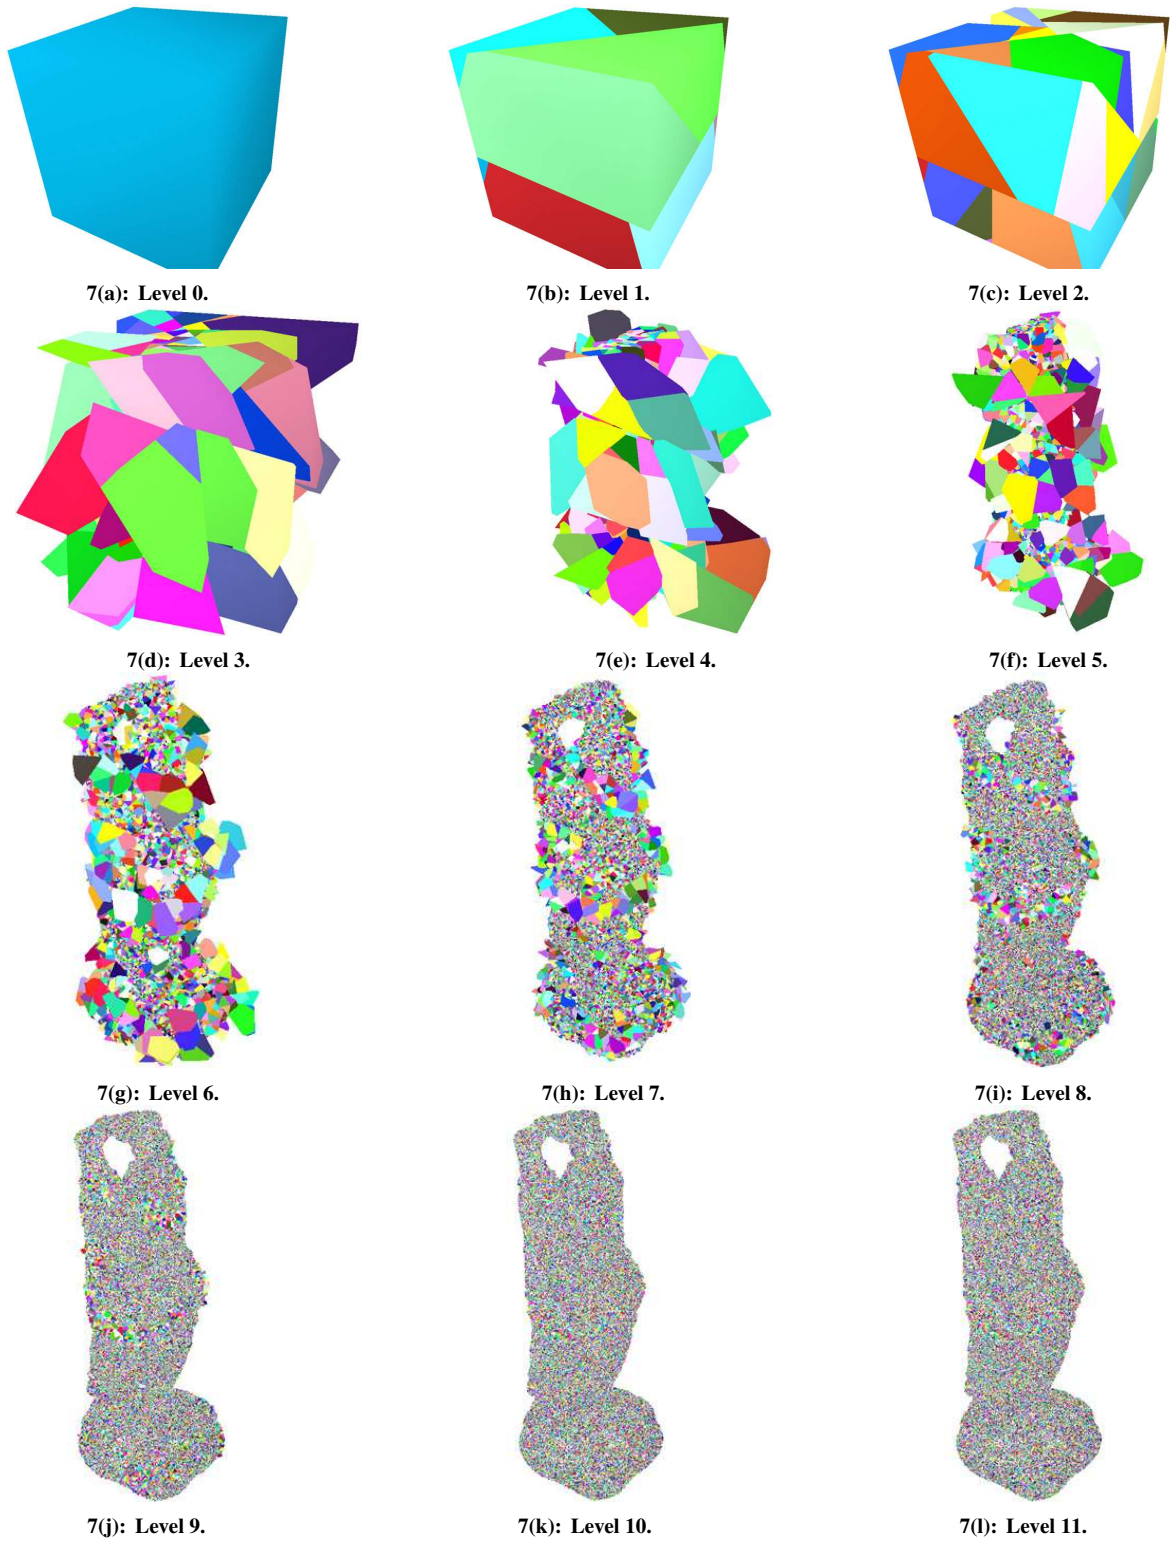 7(a): Level 0.
7(b): Level 1.
7(c): Level 2.
7(d): Level 3.
7(e): Level 4.
7(f): Level 5.
7(g): Level 6.
7(h): Level 7.
7(i): Level 8.
7(j): Level 9.
7(k): Level 10.
7(l): Level 11.